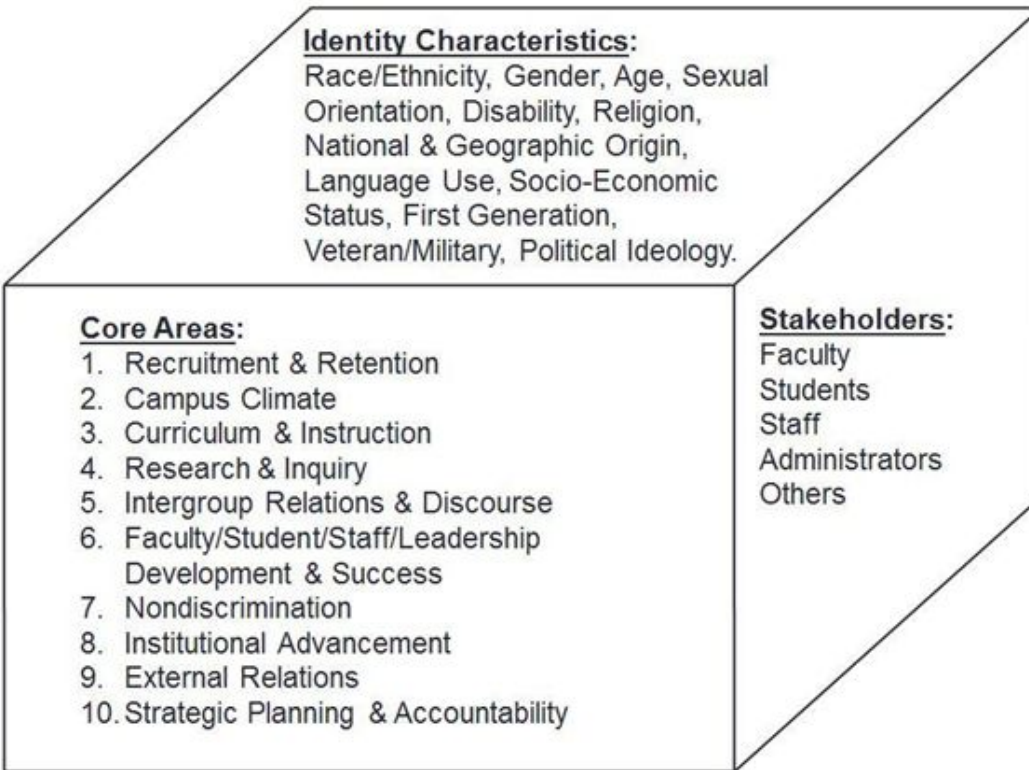 Identity Characteristics:
Race/Ethnicity, Gender, Age, Sexual
Orientation, Disability, Religion,
National & Geographic Origin,
Language Use, Socio-Economic
Status, First Generation,
Veteran/Military, Political Ideology.
Core Areas:
1. Recruitment & Retention
2. Campus Climate
3. Curriculum & Instruction
4. Research & Inquiry
5. Intergroup Relations & Discourse
6. Faculty/Student/Staff/Leadership
Development & Success
7. Nondiscrimination
8. Institutional Advancement
9. External Relations
10. Strategic Planning & Accountability
Stakeholders:
Faculty
Students
Staff
Administrators
Others